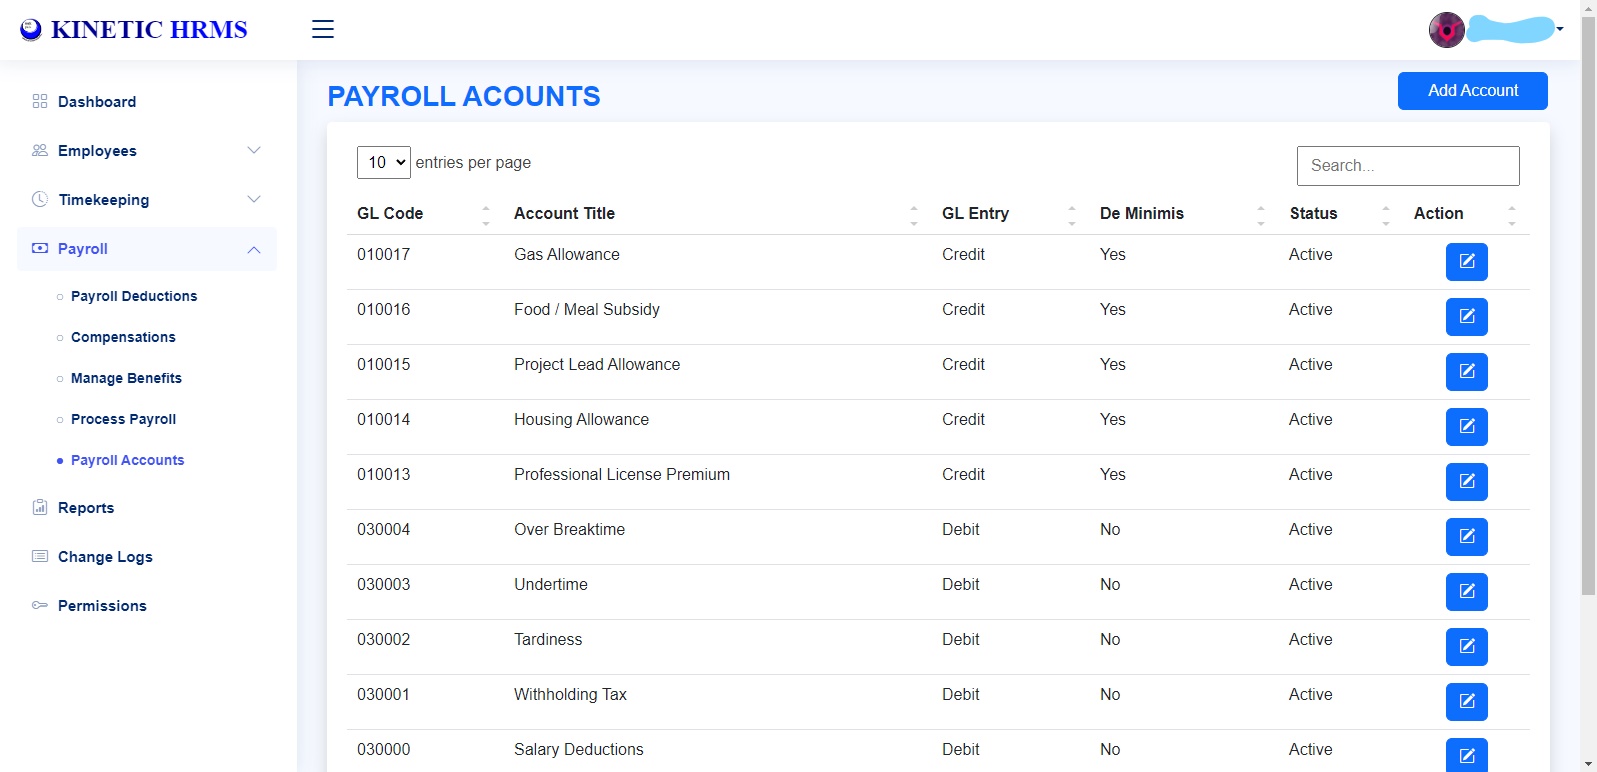 KINETIC HRMS
Dashboard
Employees
Timekeeping
Payroll
Payroll Deductions
Compensations
Manage Benefits
Process Payroll
Payroll Accounts
Reports
Change Logs
Permissions
PAYROLL ACOUNTS
Add Account
10 entries per page
Search...
GL Code Account Title GL Entry De Minimis Status Action
010017 Gas Allowance Credit Yes Active
010016 Food / Meal Subsidy Credit Yes Active
010015 Project Lead Allowance Credit Yes Active
010014 Housing Allowance Credit Yes Active
010013 Professional License Premium Credit Yes Active
030004 Over Breaktime Debit No Active
030003 Undertime Debit No Active
030002 Tardiness Debit No Active
030001 Withholding Tax Debit No Active
030000 Salary Deductions Debit No Active